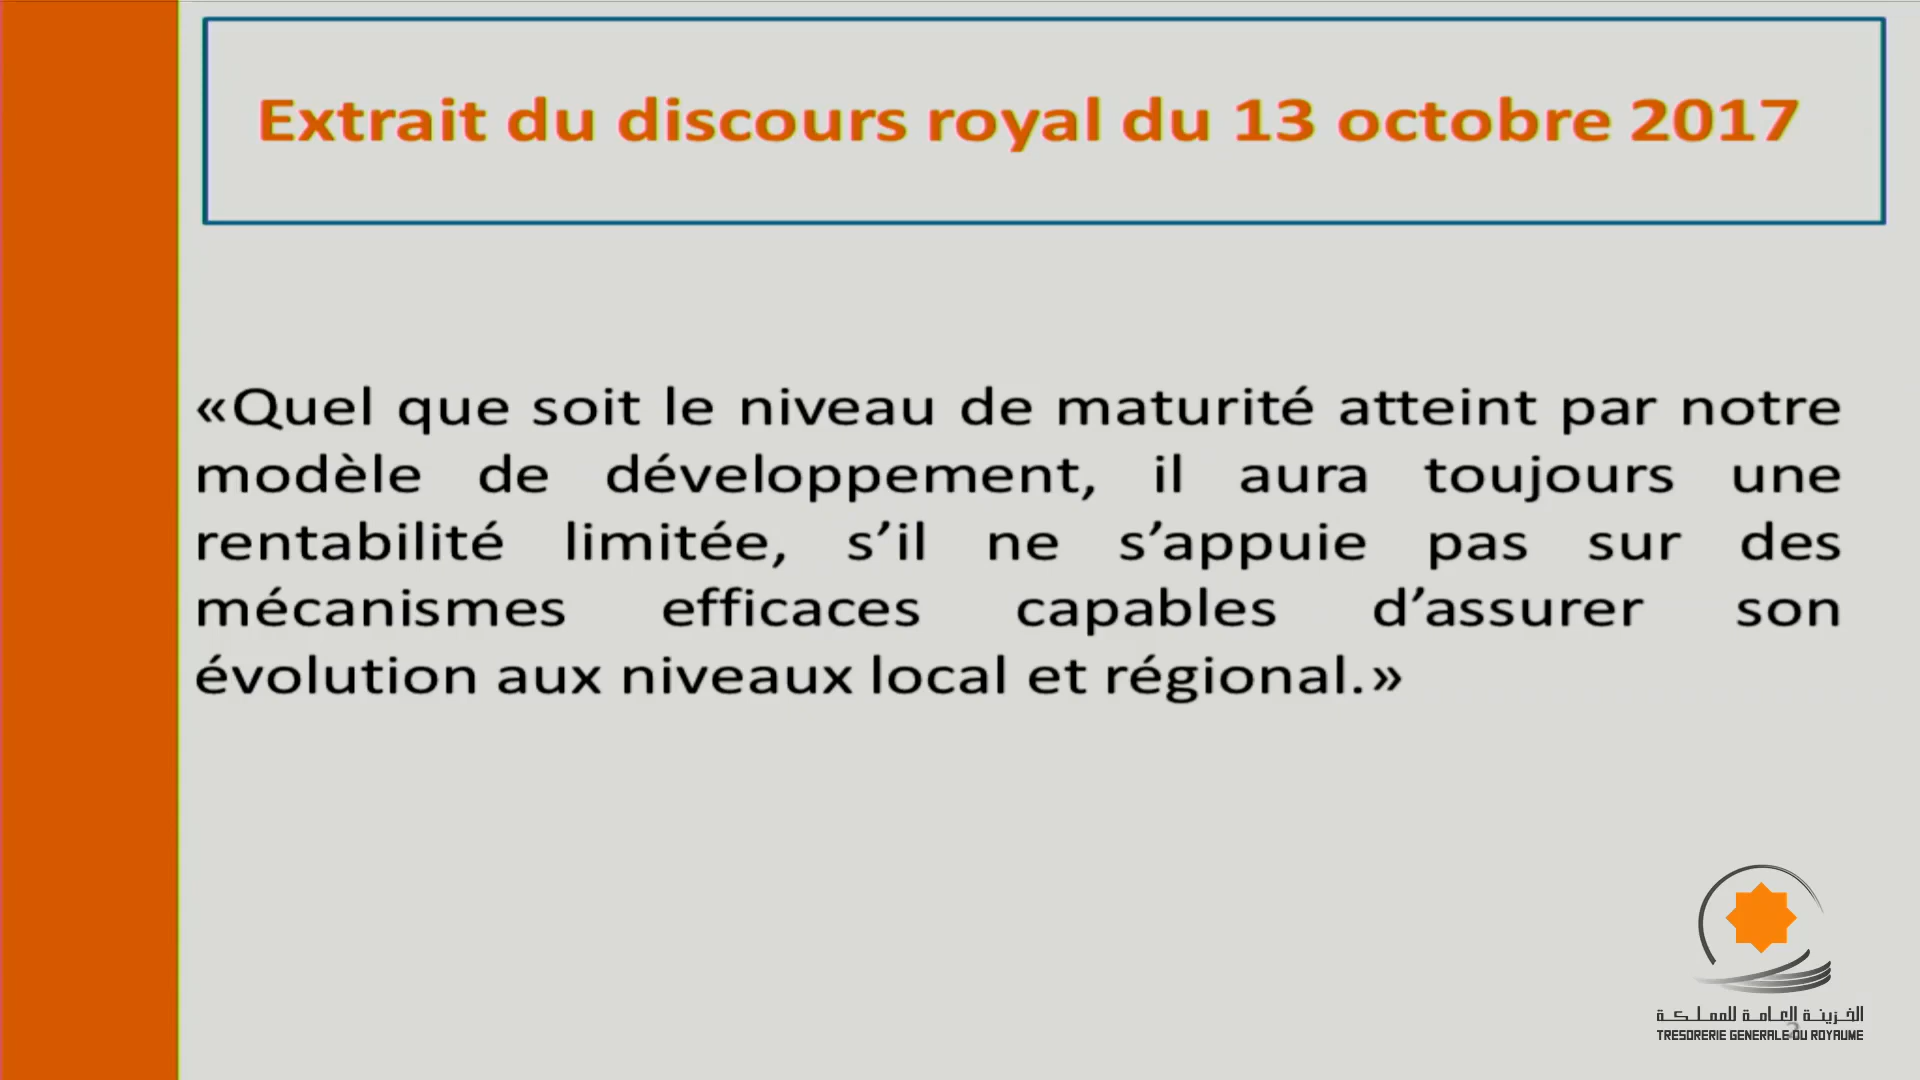 Extrait du discours royal du 13 octobre 2017
«Quel que soit le niveau de maturité atteint par notre
modèle de développement, il aura toujours une
rentabilité limitée, s’il ne s’appuie pas sur des
mécanismes efficaces capables d’assurer son
évolution aux niveaux local et régional.»
الخزينة العامة للمملكة
TRESORERIE GENERALE DU ROYAUME